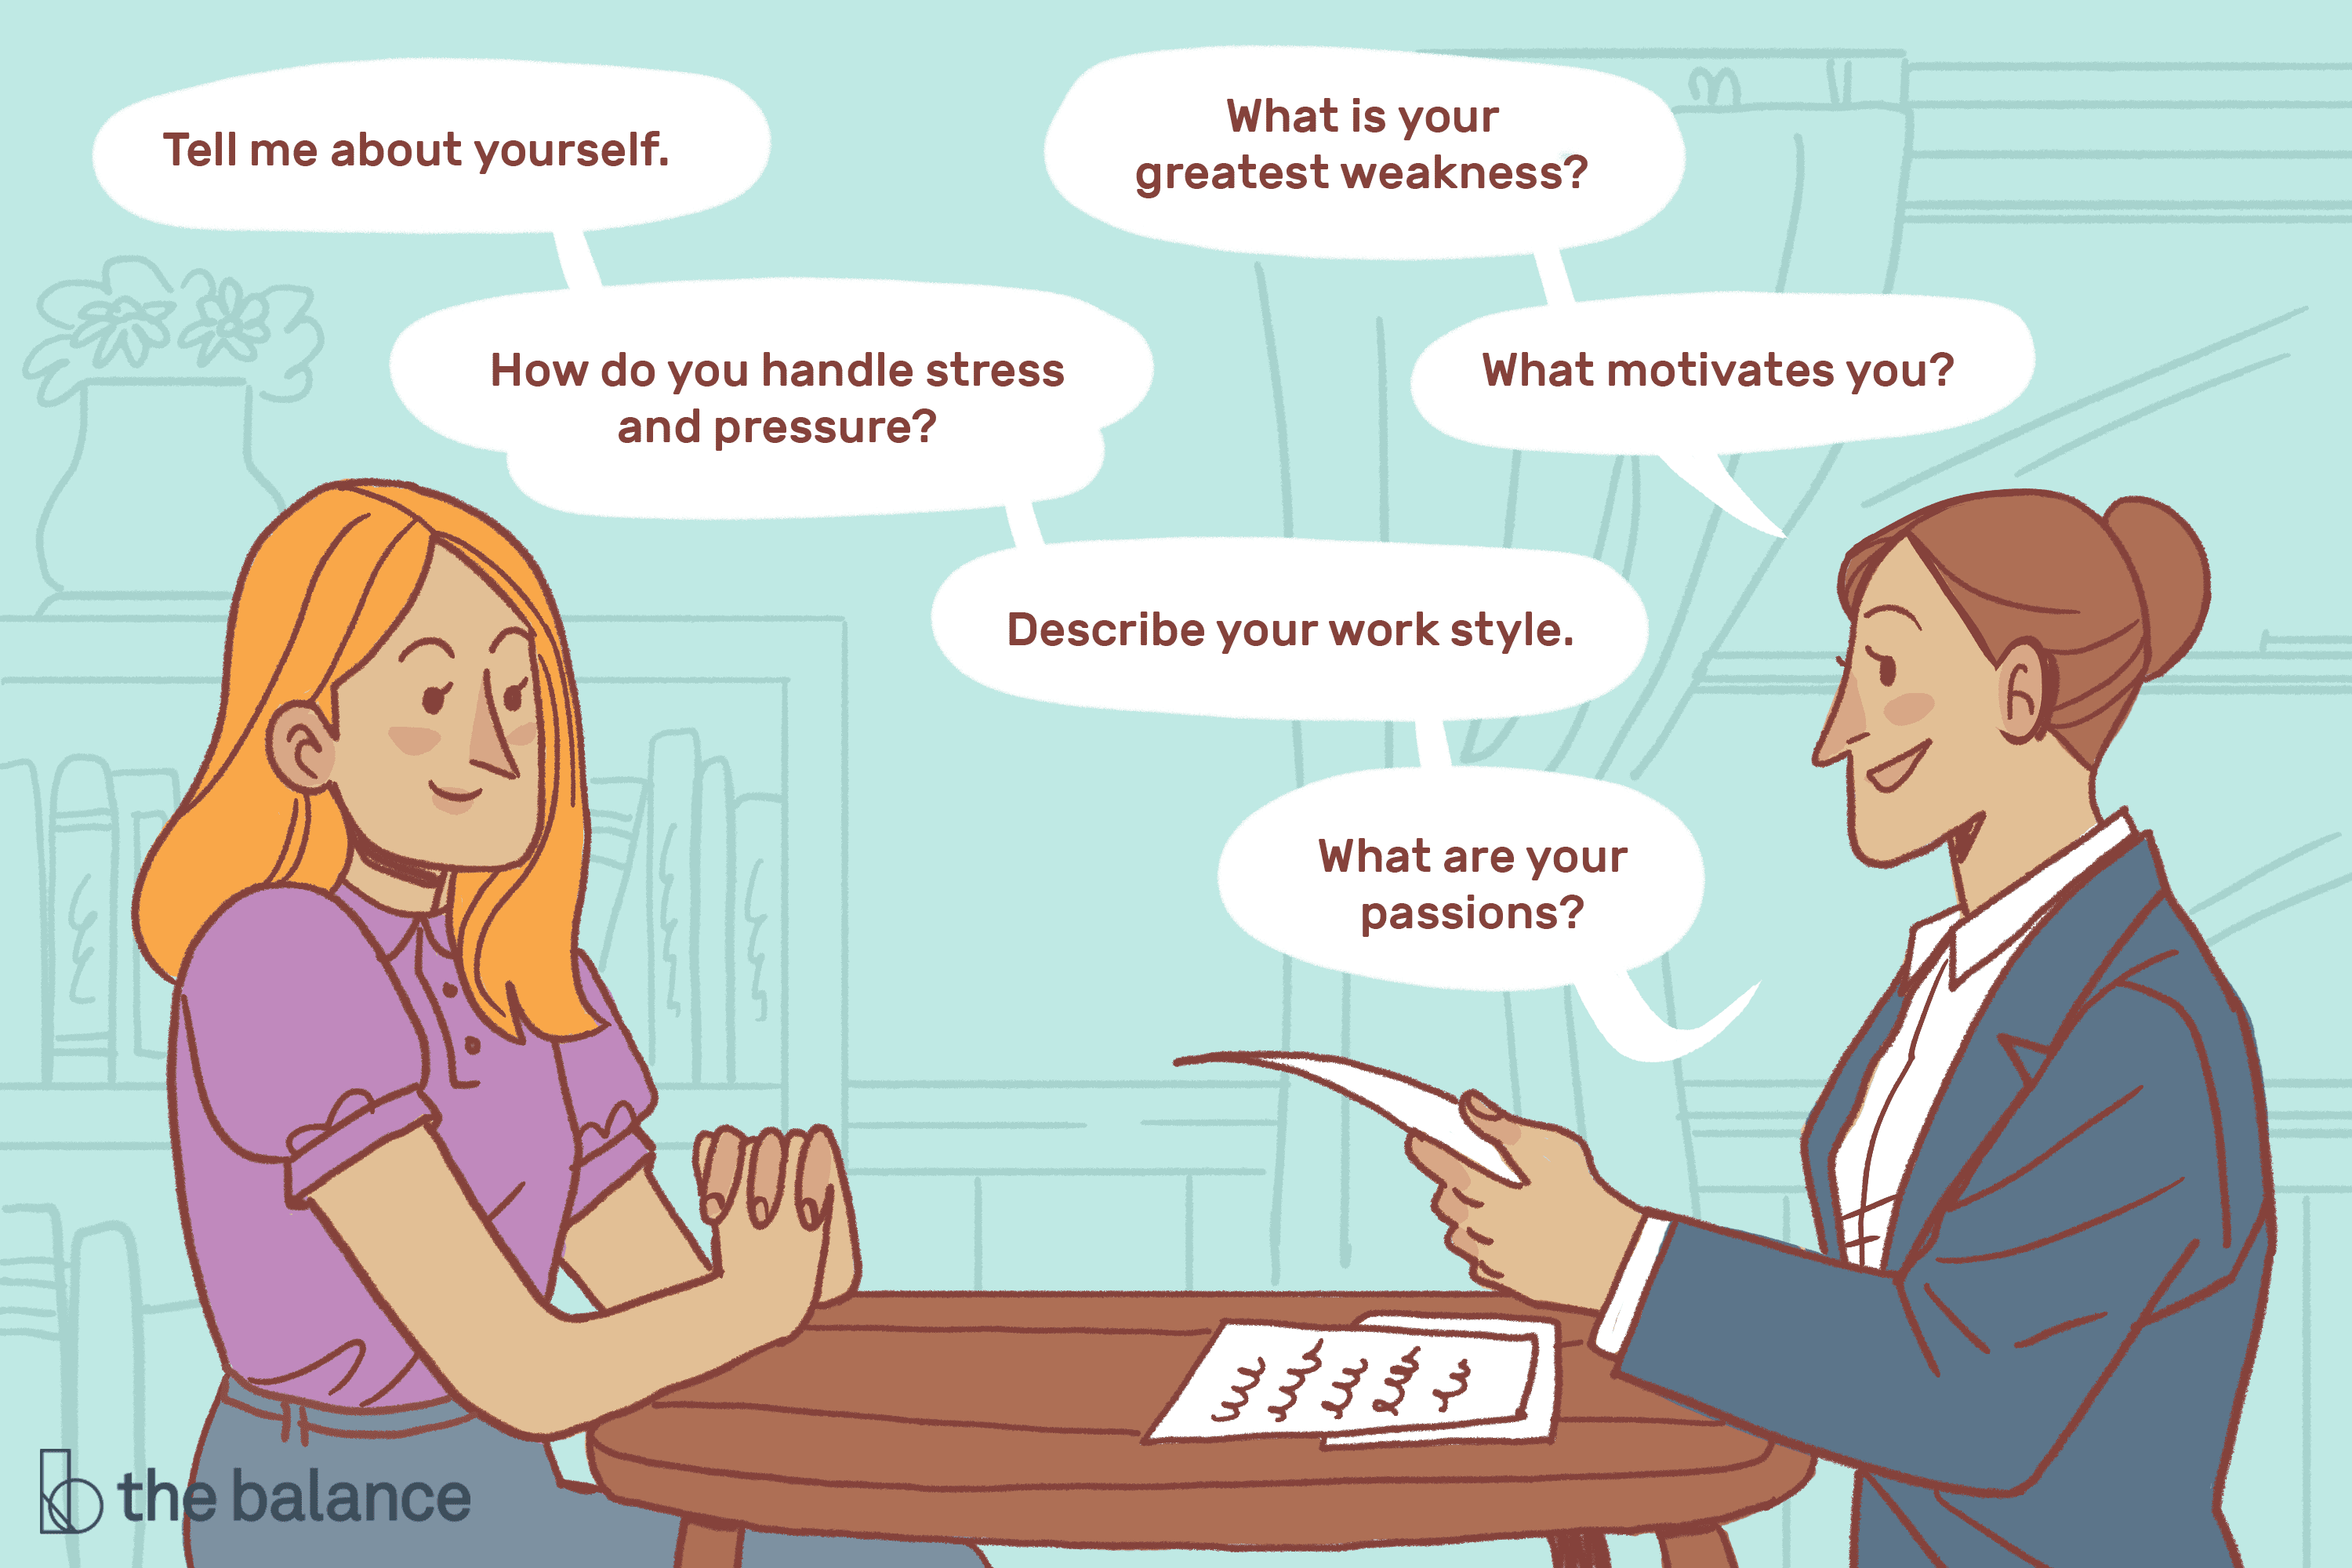 Tell me about yourself.
What is your
greatest weakness?
How do you handle stress
and pressure?
What motivates you?
Describe your work style.
What are your
passions?
the balance